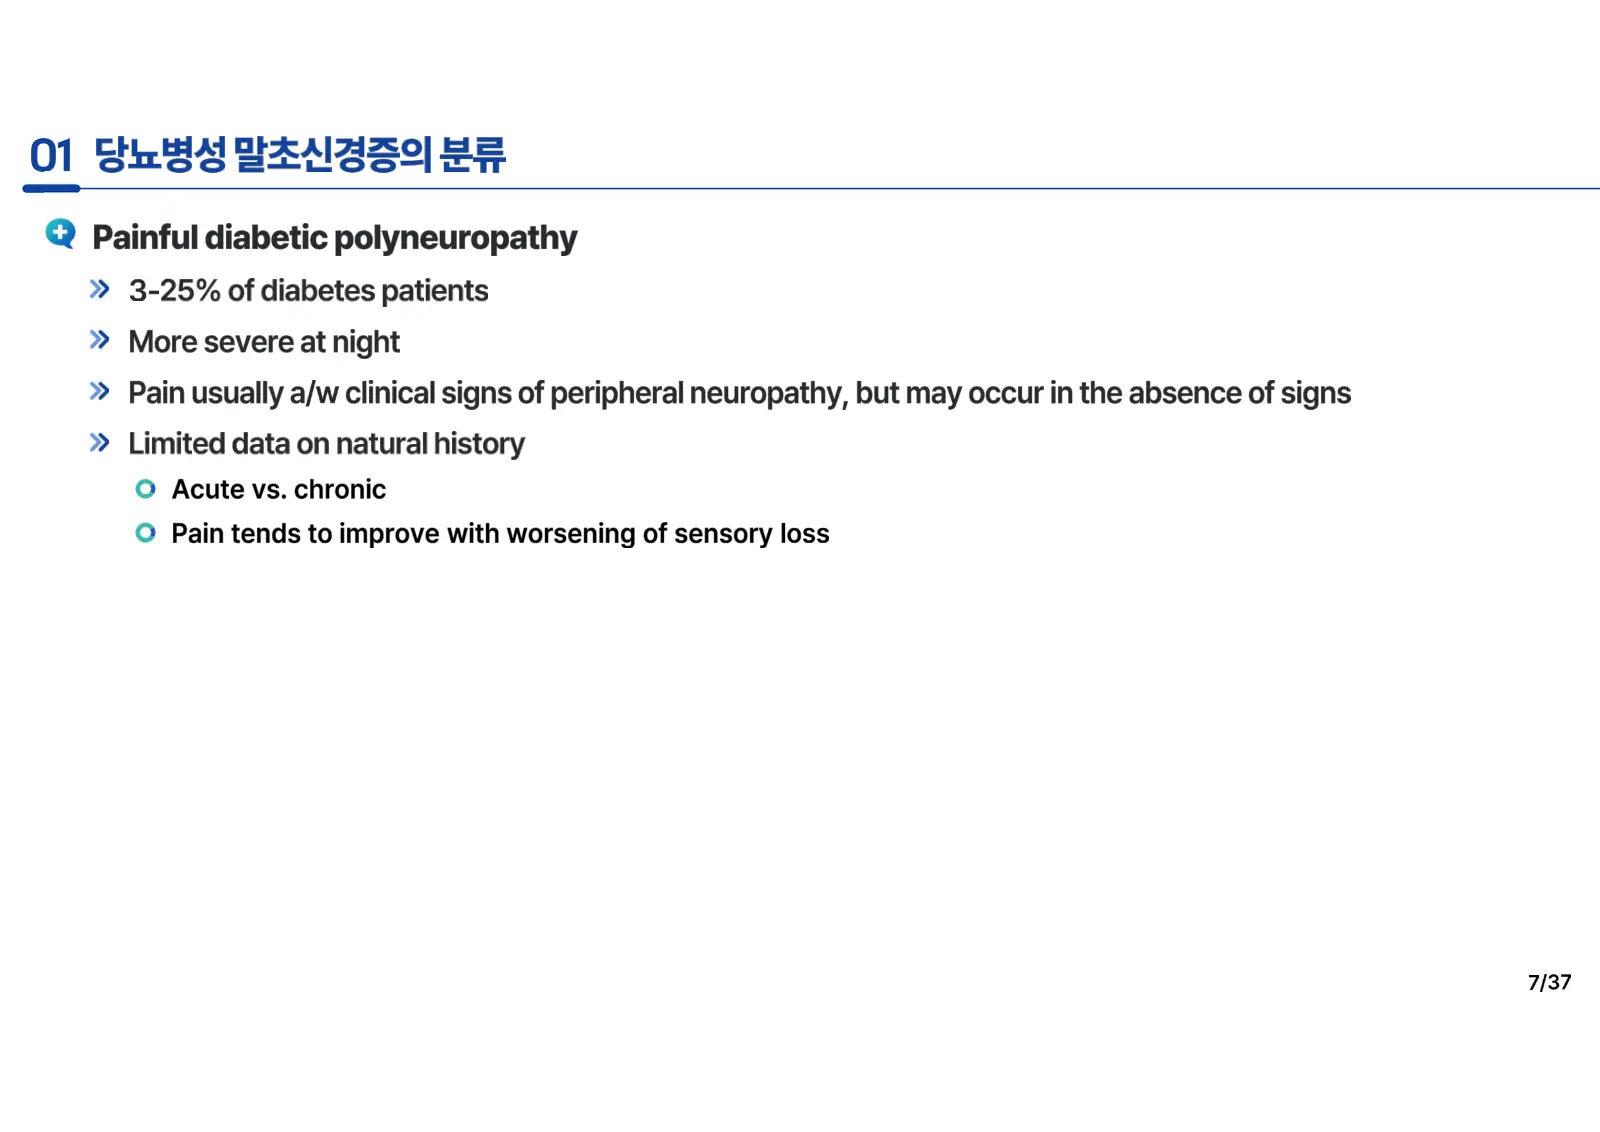 01 당뇨병성 말초신경증의 분류
Painful diabetic polyneuropathy
3-25% of diabetes patients
More severe at night
Pain usually a/w clinical signs of peripheral neuropathy, but may occur in the absence of signs
Limited data on natural history
Acute vs. chronic
Pain tends to improve with worsening of sensory loss
7/37